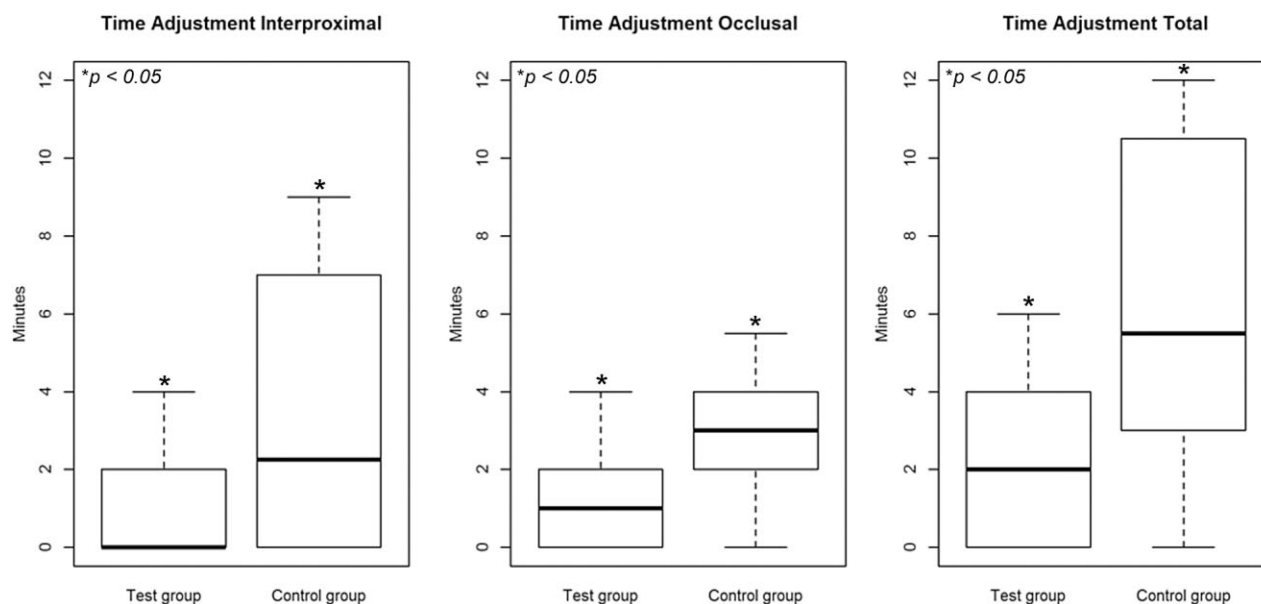 Time Adjustment Interproximal
*p < 0.05
*
*
12
10
8
6
4
2
0
Minutes
Test group
Control group
Time Adjustment Occlusal
*p < 0.05
*
*
12
10
8
6
4
2
0
Minutes
Test group
Control group
Time Adjustment Total
*p < 0.05
*
*
12
10
8
6
4
2
0
Minutes
Test group
Control group